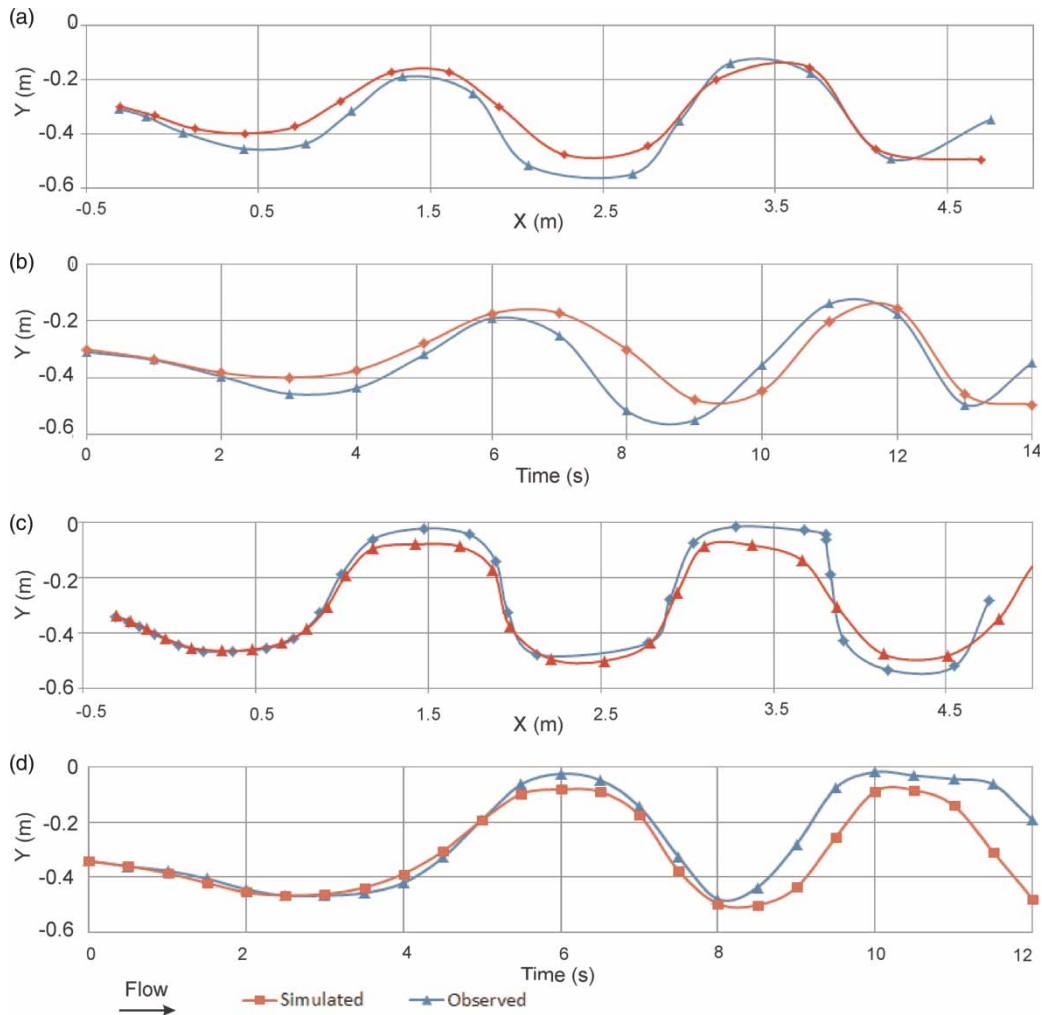 (a)
0
-0.2
-0.4
-0.6
Y (m)
-0.5 0.5 1.5 2.5 3.5 4.5
X (m)
(b)
0
-0.2
-0.4
-0.6
Y (m)
0 2 4 6 8 10 12 14
Time (s)
(c)
0
-0.2
-0.4
-0.6
Y (m)
-0.5 0.5 1.5 2.5 3.5 4.5
X (m)
(d)
0
-0.2
-0.4
-0.6
Y (m)
0 2 4 6 8 10 12
Time (s)
Flow
Simulated Observed